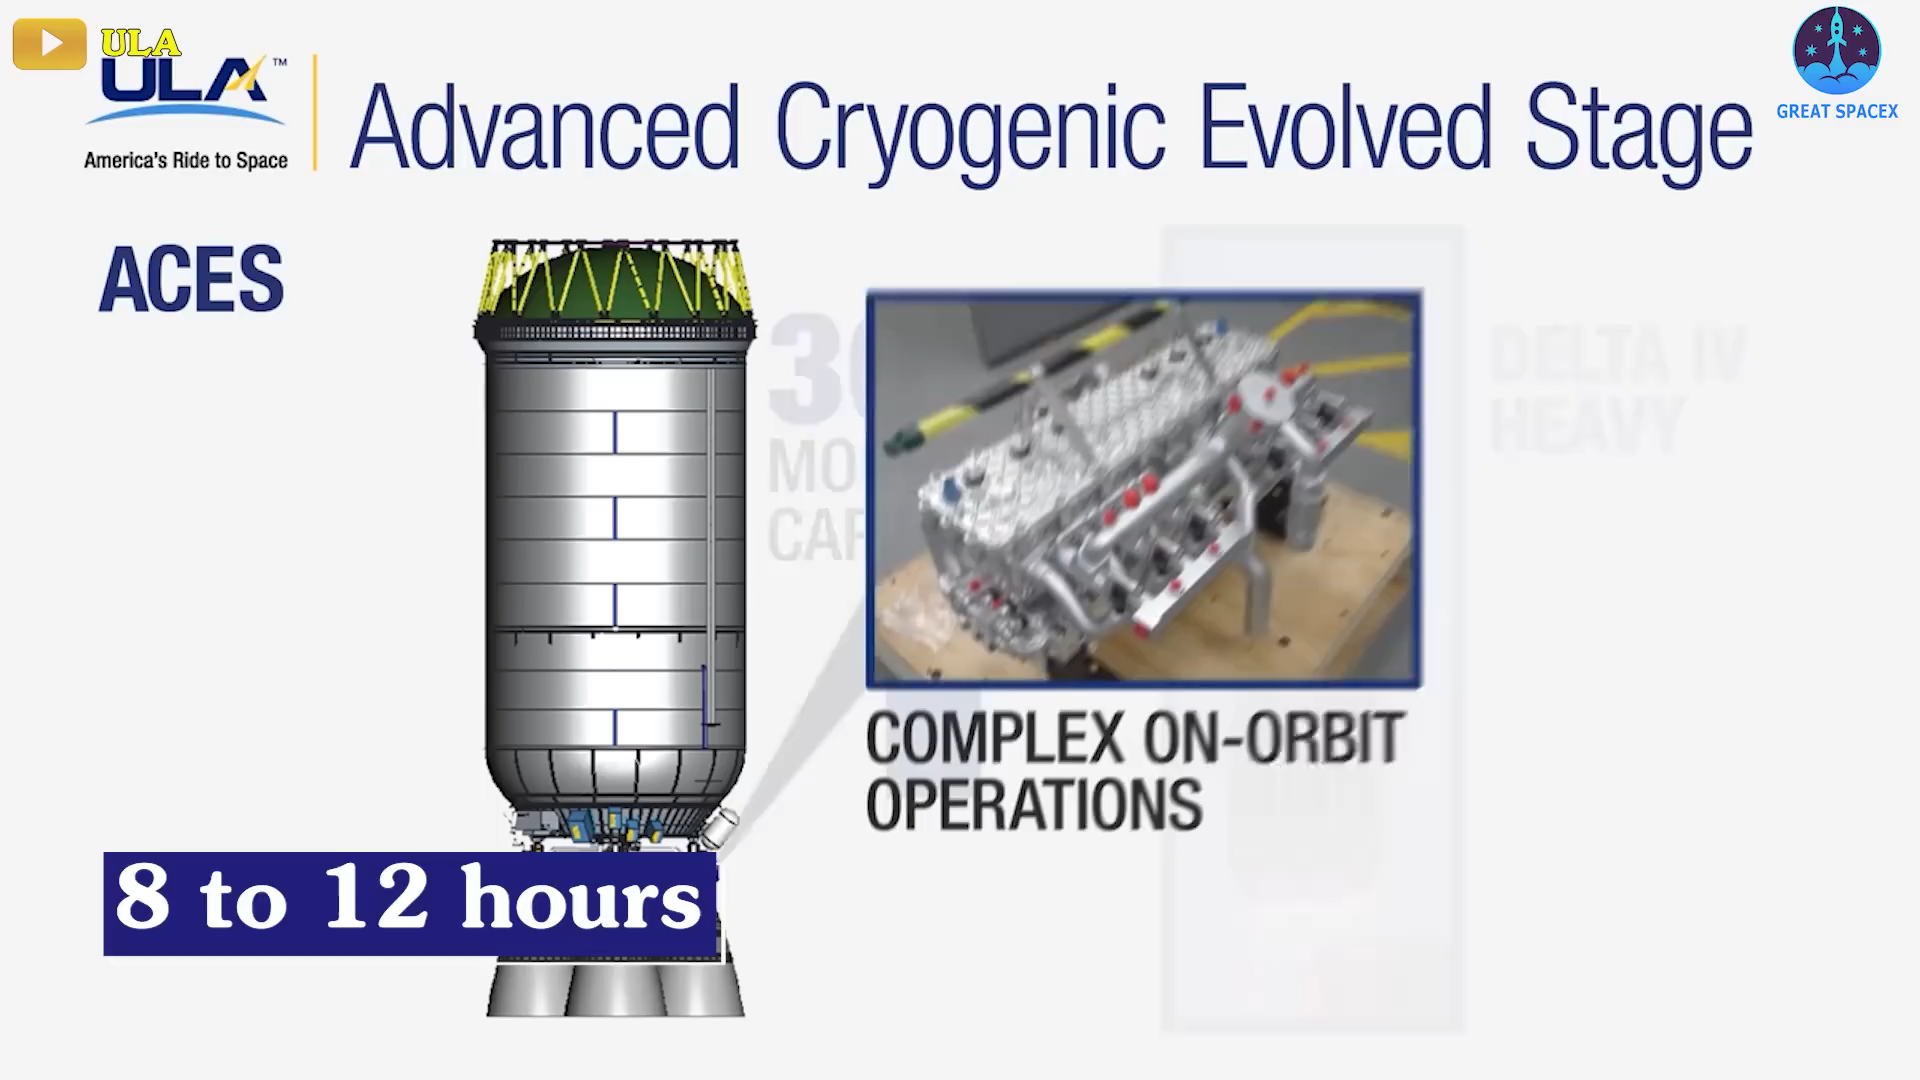 ULA
ULA™
America's Ride to Space
Advanced Cryogenic Evolved Stage
GREAT SPACEX
ACES
DELTA IV
HEAVY
COMPLEX ON-ORBIT
OPERATIONS
8 to 12 hours